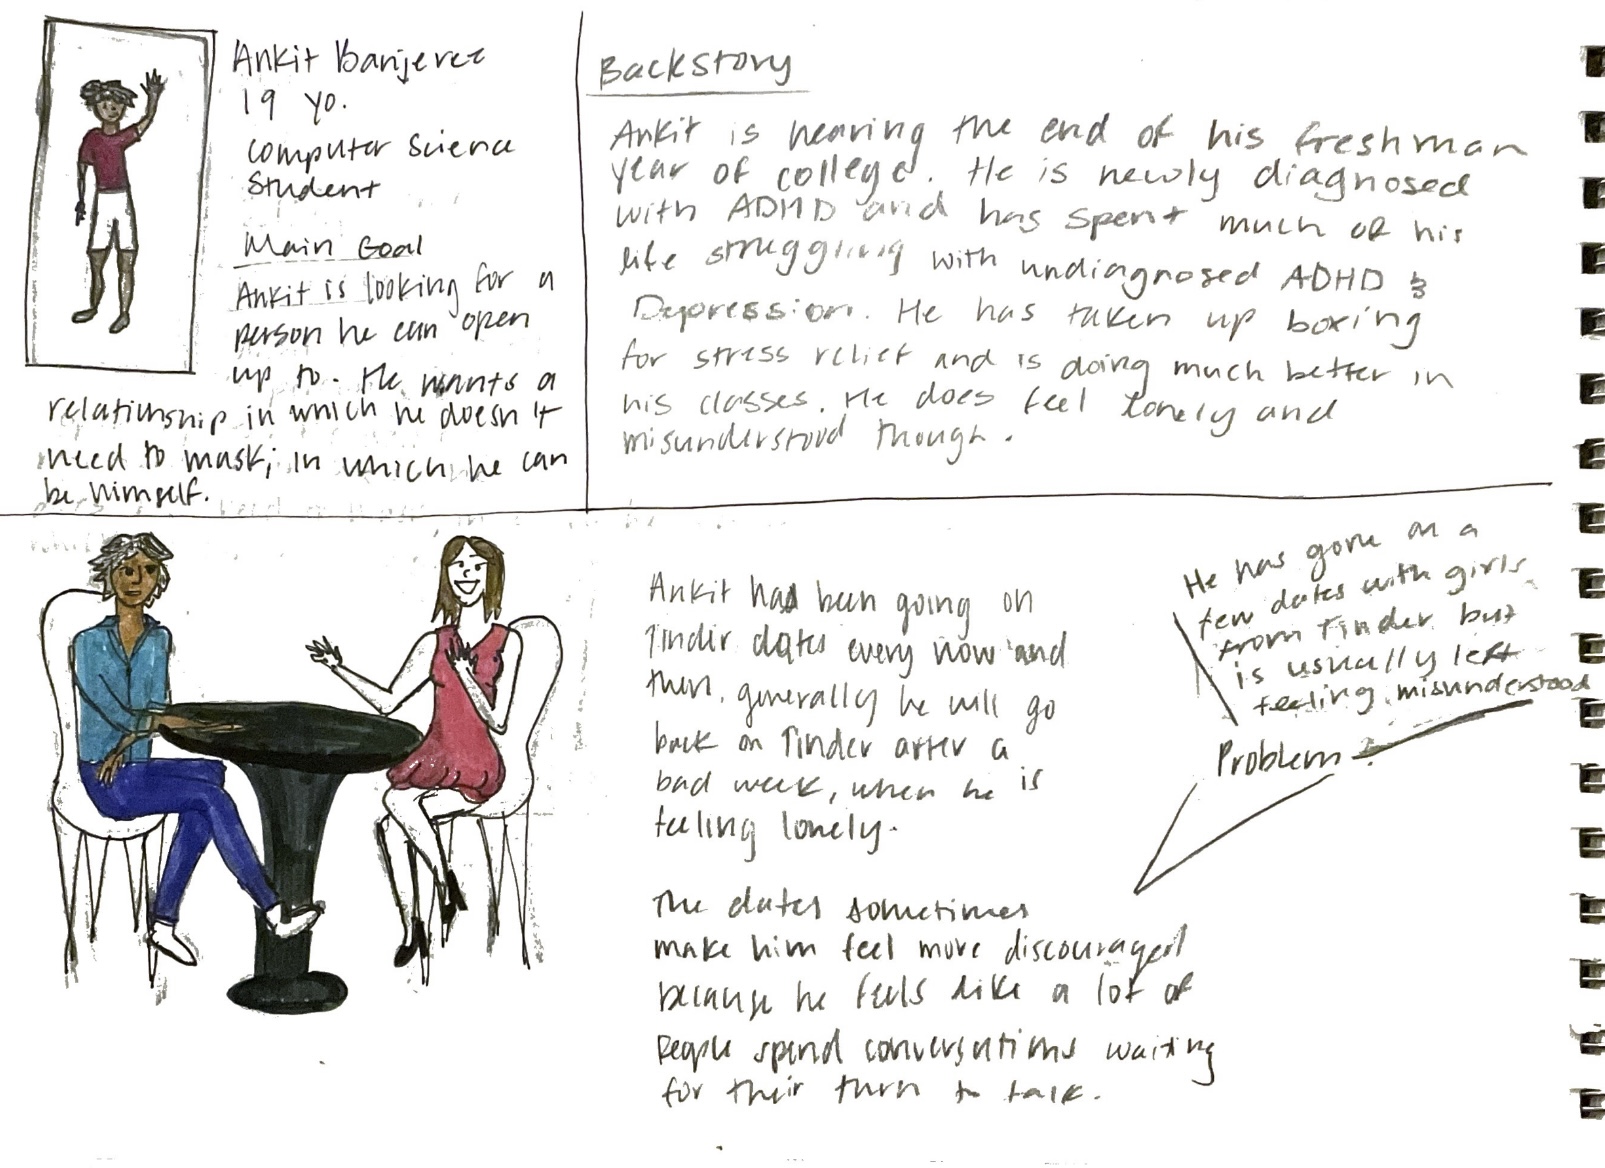 Ankit Banjeree
19 yo.
Computer Science
Student
Main Goal
Ankit is looking for a
person he can open
up to. He wants a
relationship in which he doesn't
need to mask; in which he can
be himself.
Backstory
Ankit is nearing the end of his freshman
year of college. He is newly diagnosed
with ADHD and has spent much of his
life struggling with undiagnosed ADHD &
Depression. He has taken up boxing
for stress relief and is doing much better in
his classes. He does feel lonely and
misunderstood though.
Ankit had been going on
Tinder dates every now and
then. generally he will go
back on Tinder after a
bad week, when he is
feeling lonely.
The dates sometimes
make him feel more discouraged
because he feels like a lot of
people spend conversations waiting
for their turn to talk.
He has gone on a
few dates with girls
from Tinder but
is usually left
feeling misunderstood
Problem